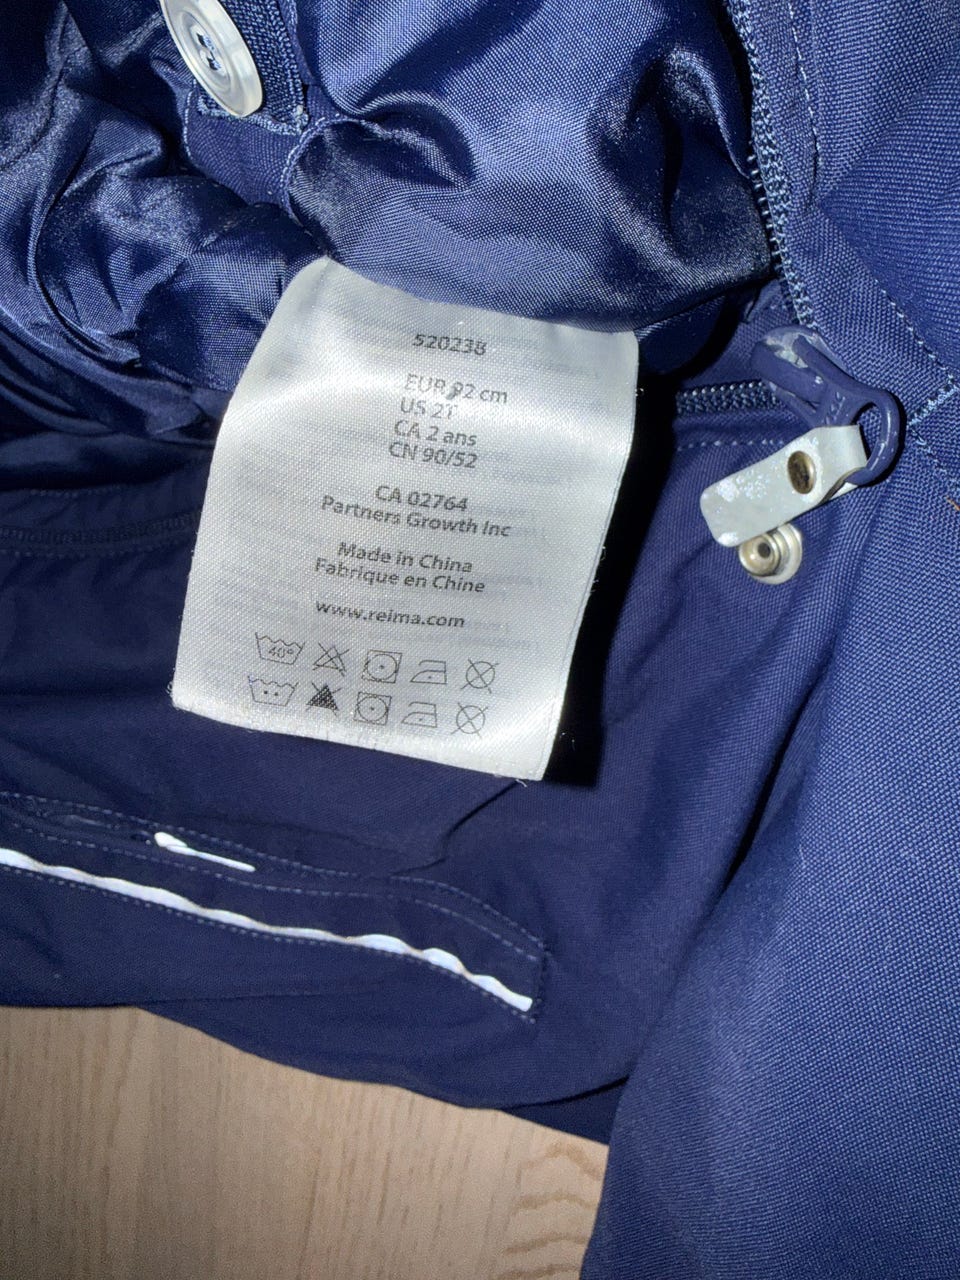 520238
EUR 92 cm
US 2T
CA 2 ans
CN 90/52
CA 02764
Partners Growth Inc
Made in China
Fabrique en Chine
www.reima.com
40°